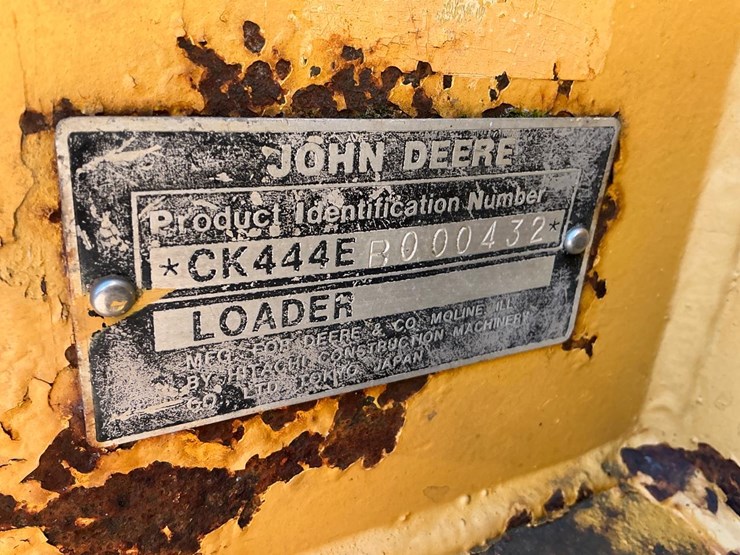 JOHN DEERE
Product Identification Number
*CK444E B000432*
LOADER
MFG. FOR DEERE & CO. MOLINE ILL.
BY HITACHI CONSTRUCTION MACHINERY
CO., LTD. TOKYO JAPAN